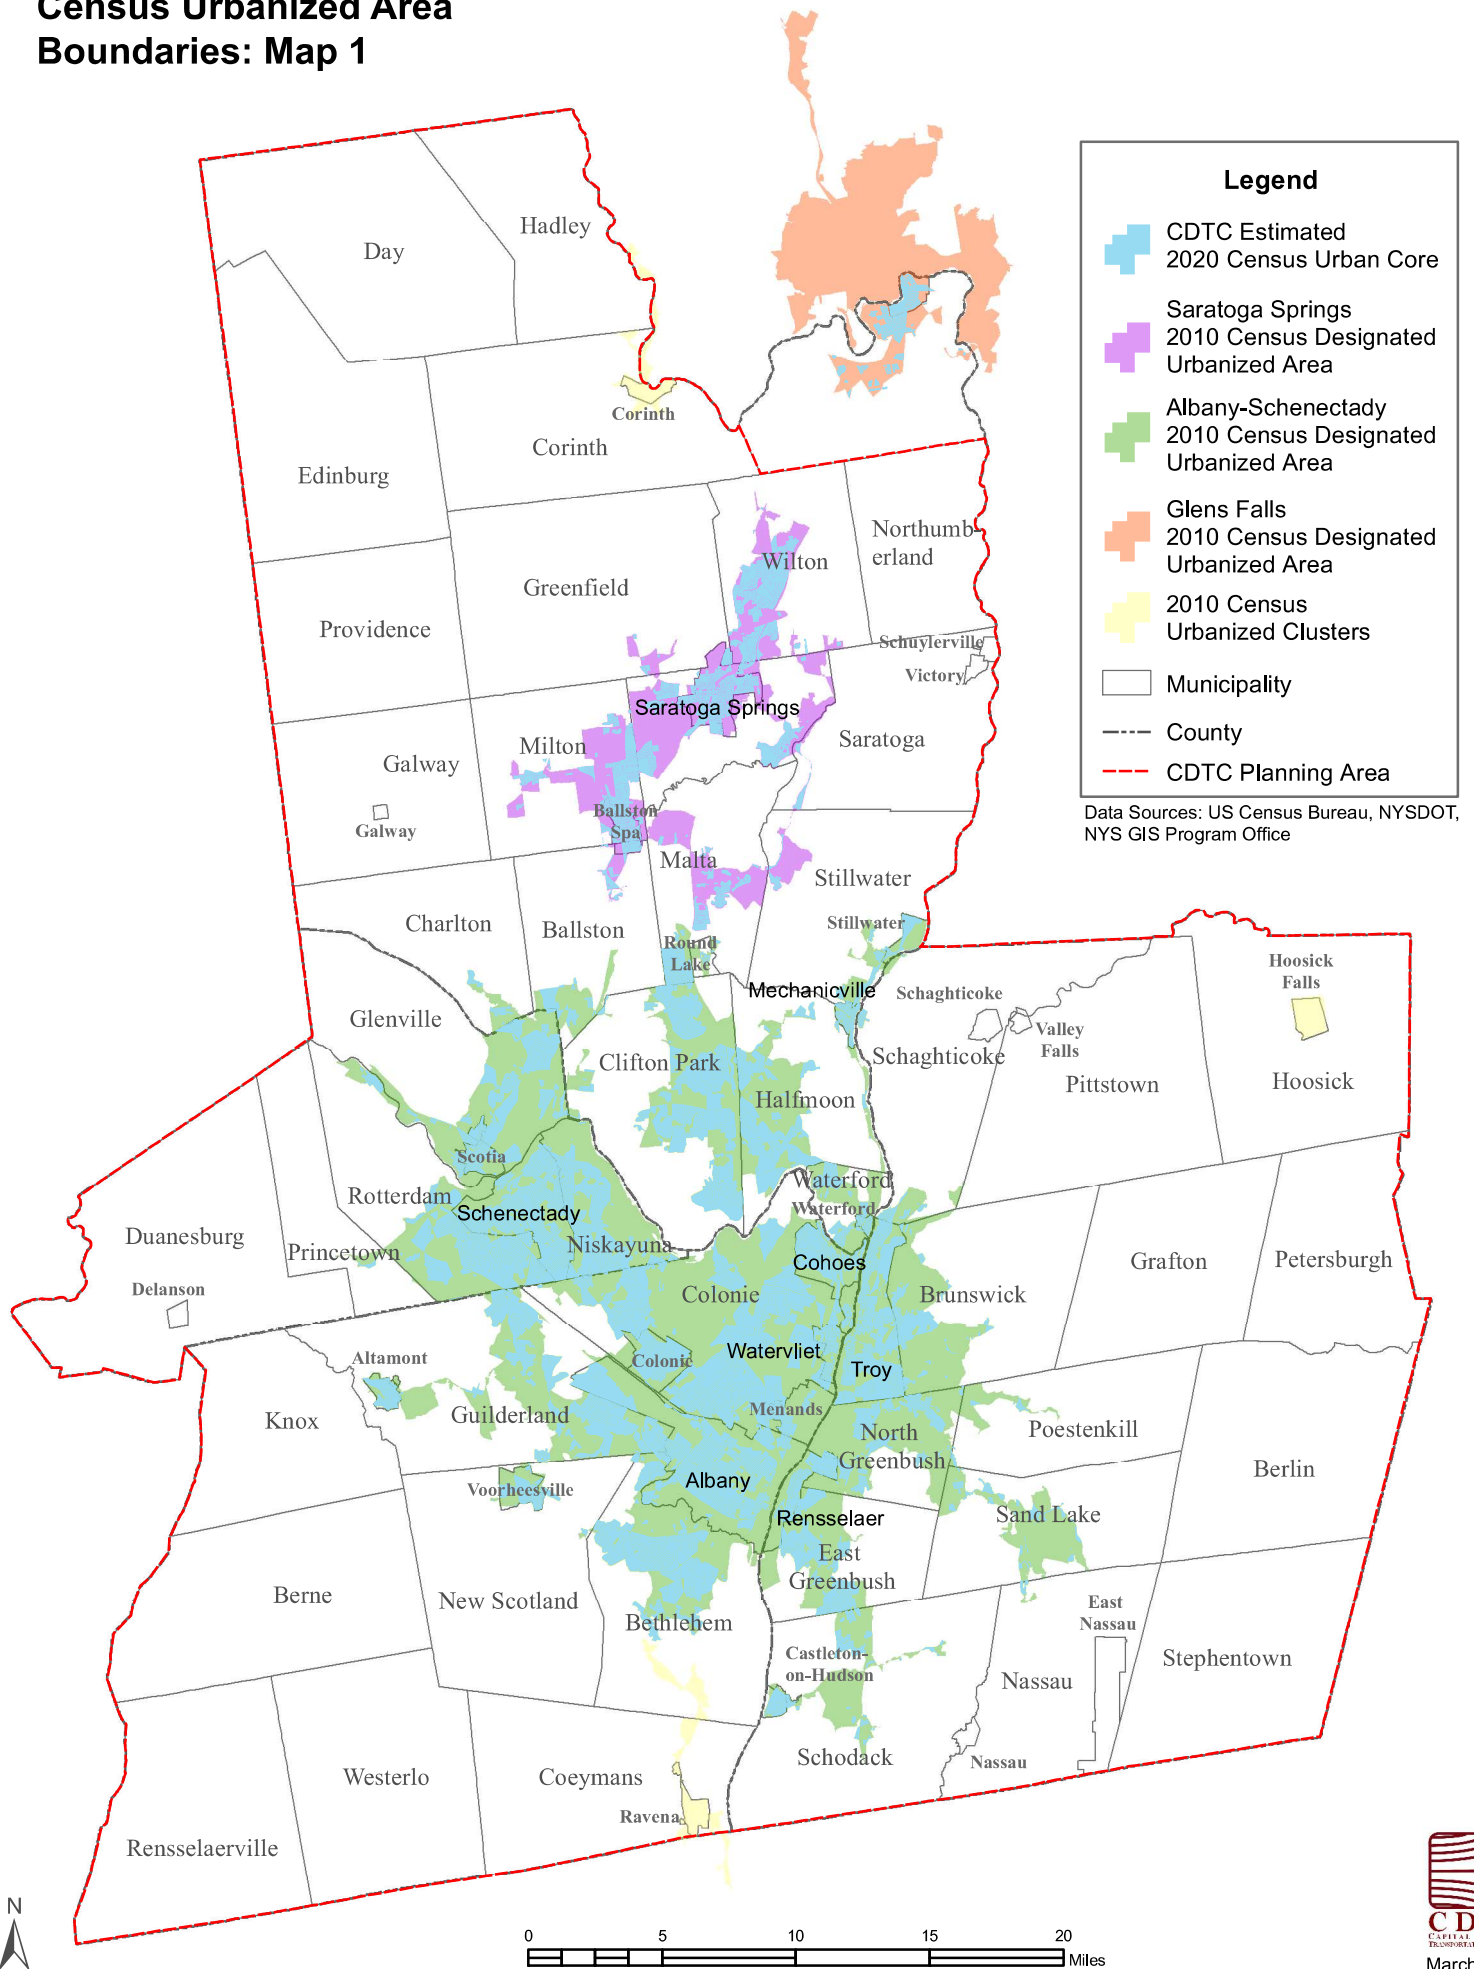 Census Urbanized Area
Boundaries: Map 1
Legend
CDTC Estimated
2020 Census Urban Core
Saratoga Springs
2010 Census Designated
Urbanized Area
Albany-Schenectady
2010 Census Designated
Urbanized Area
Glens Falls
2010 Census Designated
Urbanized Area
2010 Census
Urbanized Clusters
Municipality
County
CDTC Planning Area
Data Sources: US Census Bureau, NYSDOT,
NYS GIS Program Office
Hadley
Day
Corinth
Corinth
Edinburg
Northumb-
erland
Wilton
Greenfield
Providence
Schuylerville
Victory
Saratoga Springs
Saratoga
Milton
Galway
Galway
Ballston
Spa
Malta
Stillwater
Charlton
Ballston
Stillwater
Round
Lake
Mechanicville
Schaghticoke
Hoosick
Falls
Glenville
Valley
Falls
Schaghticoke
Clifton Park
Pittstown
Hoosick
Halfmoon
Scotia
Waterford
Rotterdam
Waterford
Schenectady
Duanesburg
Princetown
Niskayuna
Cohoes
Grafton
Petersburgh
Delanson
Colonie
Brunswick
Watervliet
Altamont
Colonie
Troy
Menands
Knox
Guilderland
North
Greenbush
Poestenkill
Berlin
Albany
Voorheesville
Rensselaer
Sand Lake
East
Greenbush
Berne
New Scotland
Bethlehem
East
Nassau
Castleton-
on-Hudson
Stephentown
Nassau
Schodack
Nassau
Westerlo
Coeymans
Ravena
Rensselaerville
N
0 5 10 15 20
Miles
CD
CAPITAL
March